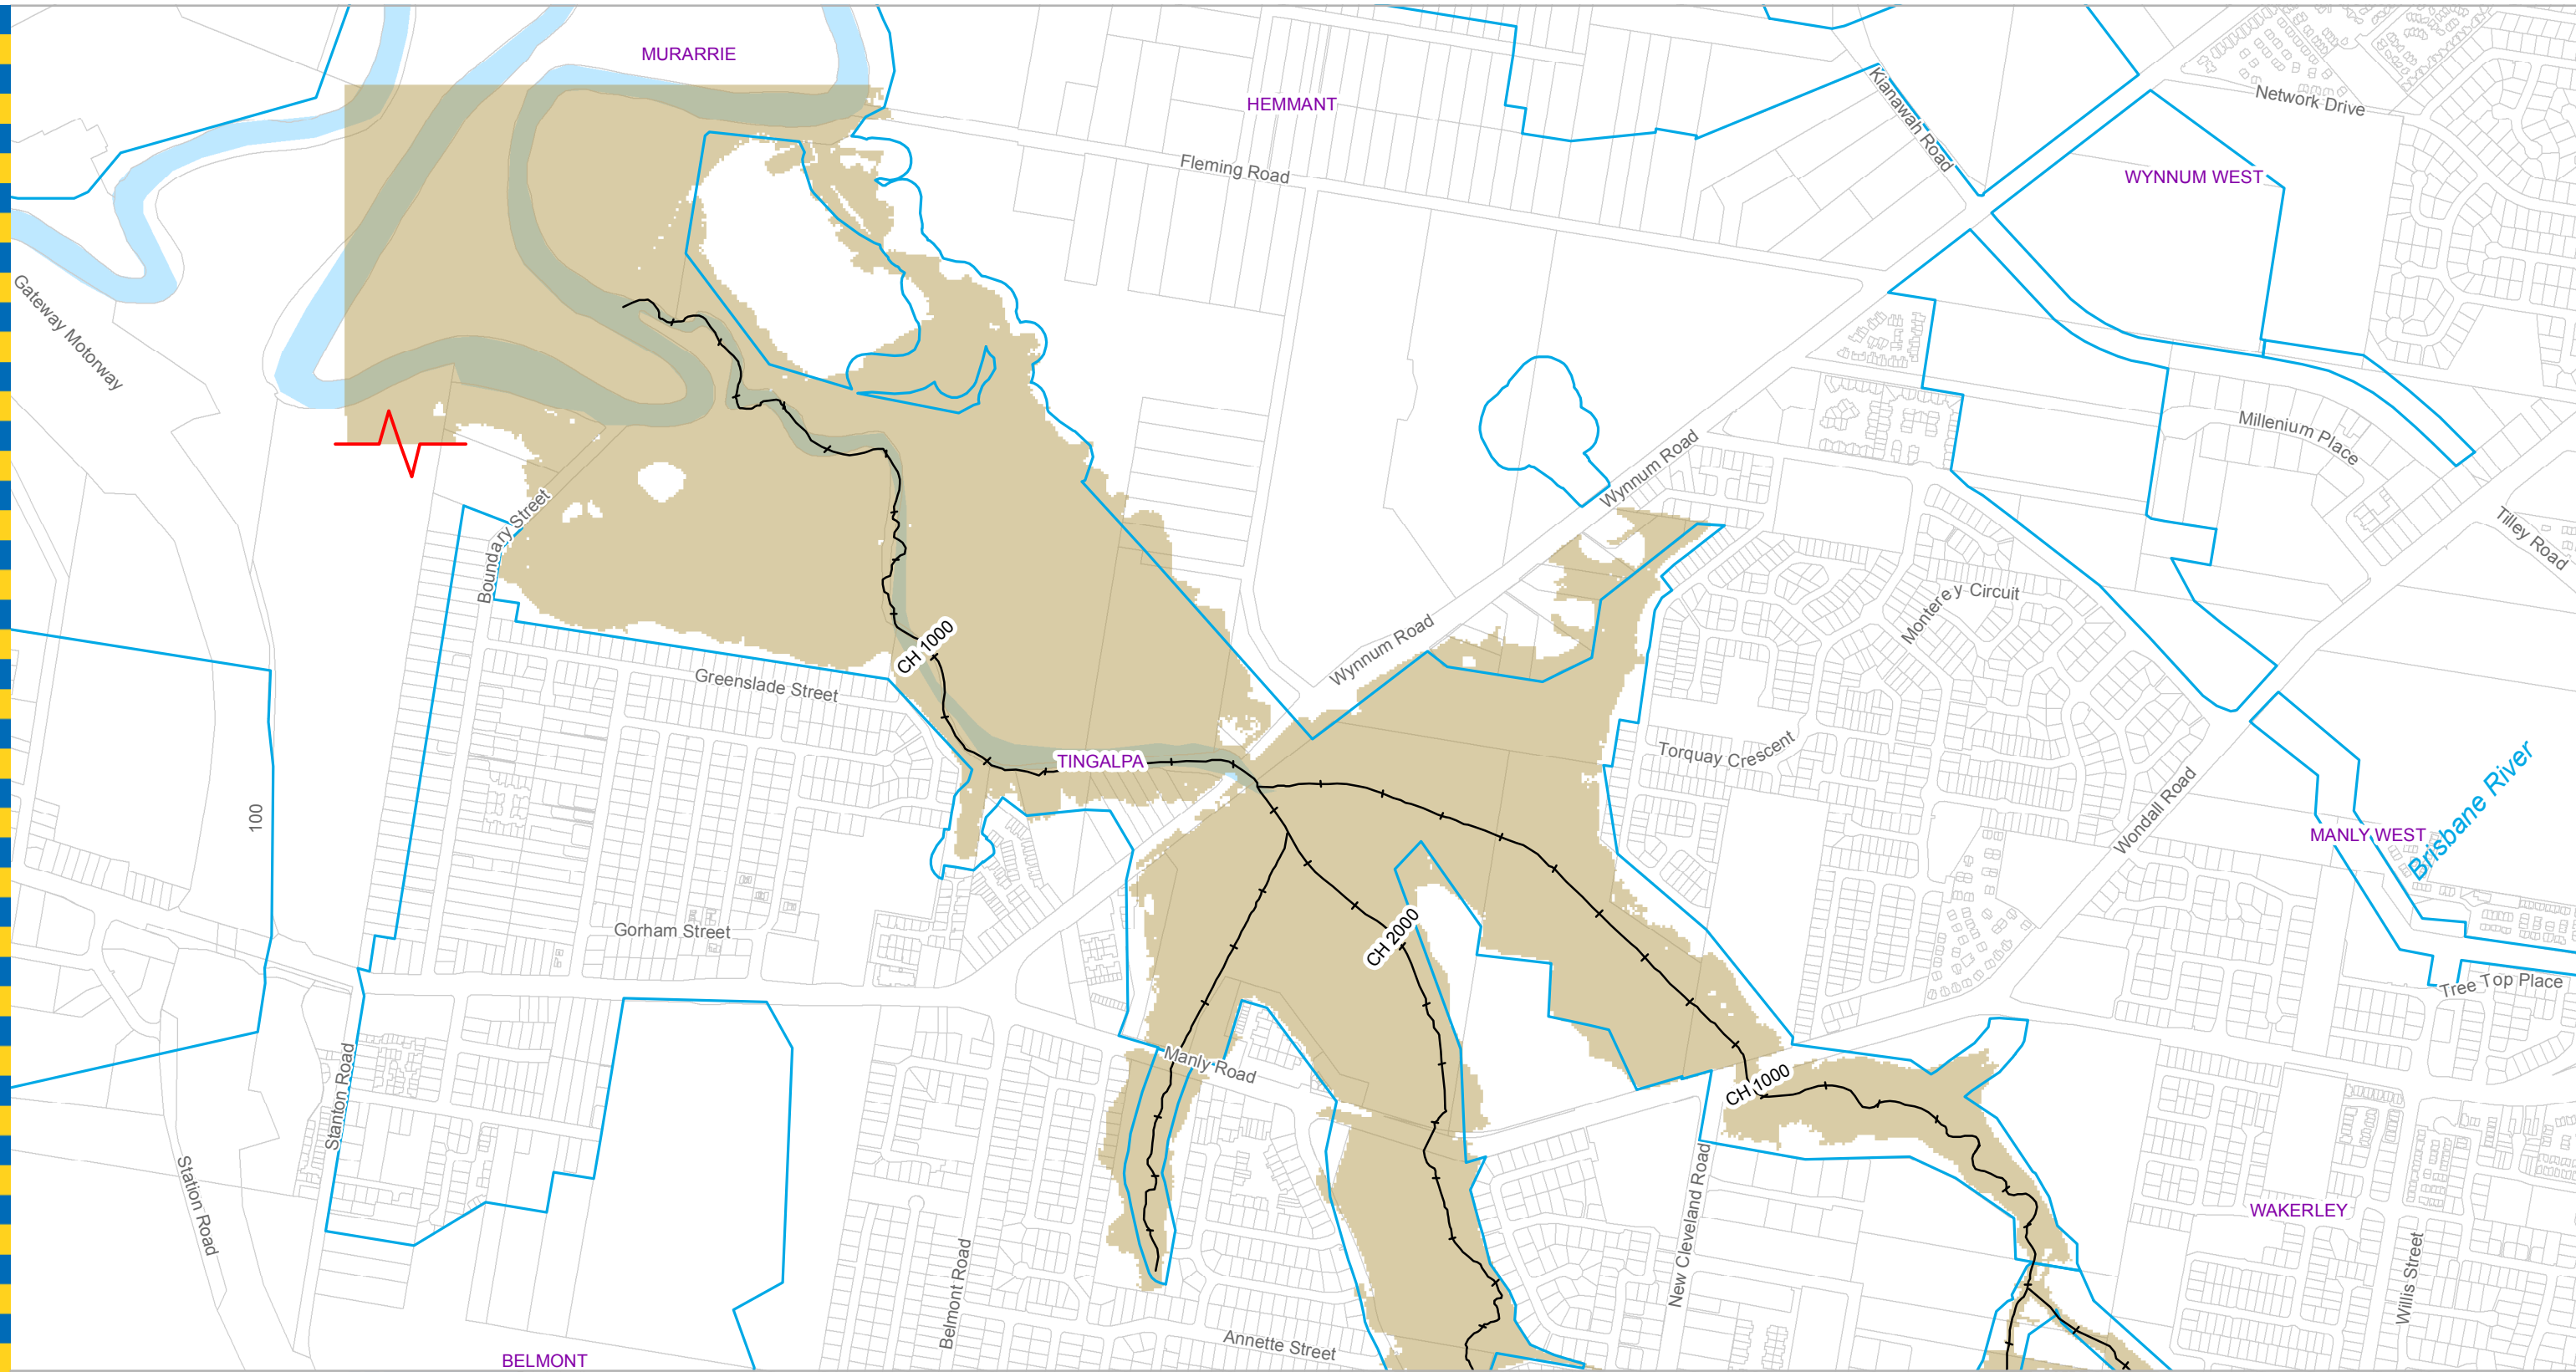 MURARRIE
HEMMANT
Kianawah Road
Network Drive
Fleming Road
WYNNUM WEST
Gateway Motorway
Millenium Place
Wynnum Road
Tilley Road
Boundary Street
Monterey Circuit
CH 1000
Wynnum Road
Greenslade Street
Torquay Crescent
TINGALPA
Wondall Road
Brisbane River
100
MANLY WEST
Gorham Street
CH 2000
Tree Top Place
Manly Road
CH 1000
Stanton Road
Station Road
New Cleveland Road
WAKERLEY
Belmont Road
Willis Street
Annette Street
BELMONT